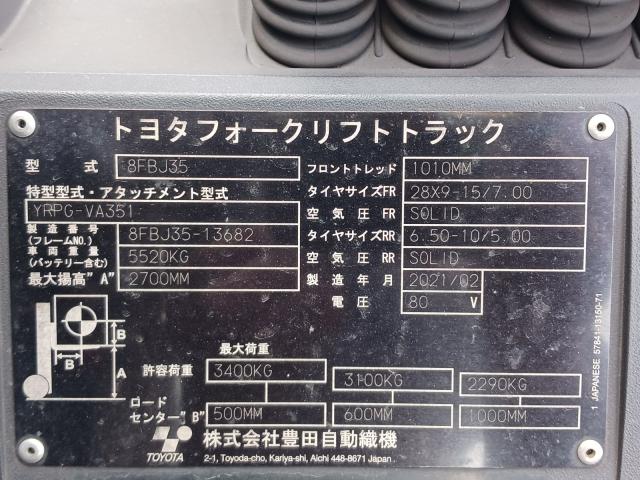 トヨタフォークリフトトラック
型式 8FBJ35 フロントトレッド 1010MM
特型型式・アタッチメント型式 タイヤサイズFR 28X9-15/7.00
YRPG-VA351 空気圧FR SOLID
製造番号(フレームNO.) 8FBJ35-13682 タイヤサイズRR 6.50-10/5.00
車両重量(バッテリー含む) 5520KG 空気圧RR SOLID
最大揚高"A" 2700MM 製造年月 2021/02
電圧 80 V
B
B
A
最大荷重
許容荷重 3400KG 3100KG 2290KG
ロードセンター"B" 500MM 600MM 1000MM
TOYOTA 株式会社豊田自動織機
2-1, Toyoda-cho, Kariya-shi, Aichi 448-8671 Japan
1 JAPANESE 57841-13150-71